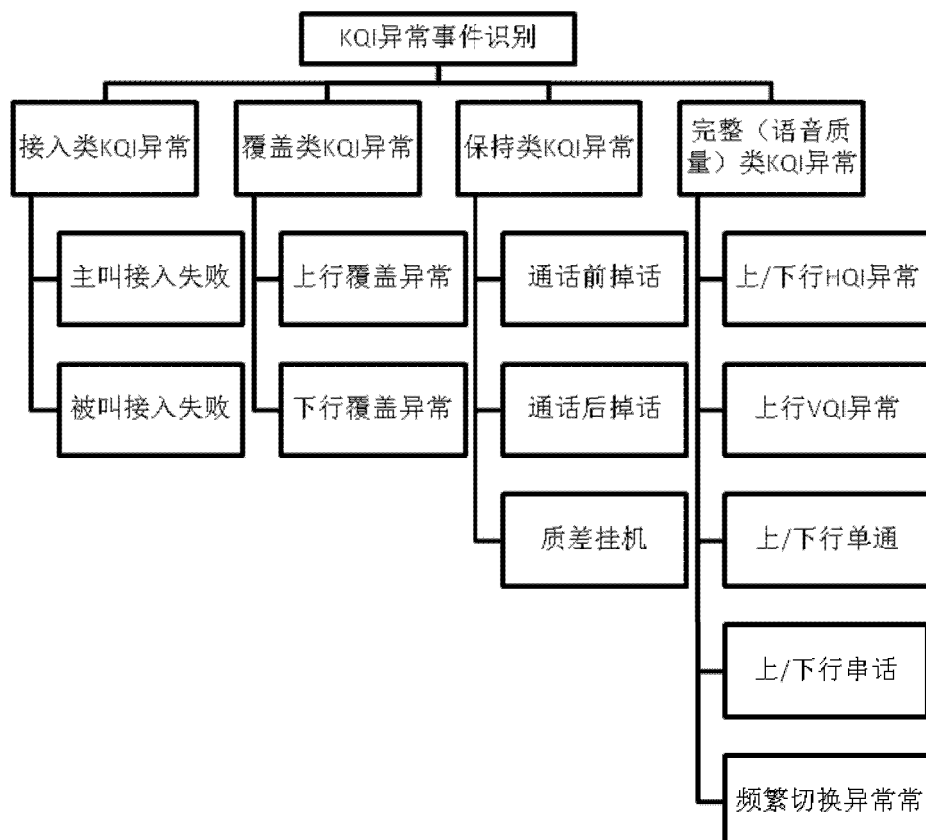 KQI异常事件识别
接入类KQI异常
覆盖类KQI异常
保持类KQI异常
完整（语音质
量）类KQI异常
主叫接入失败
上行覆盖异常
通话前掉话
上/下行HQI异常
被叫接入失败
下行覆盖异常
通话后掉话
上行VQI异常
质差挂机
上/下行单通
上/下行串话
频繁切换异常常